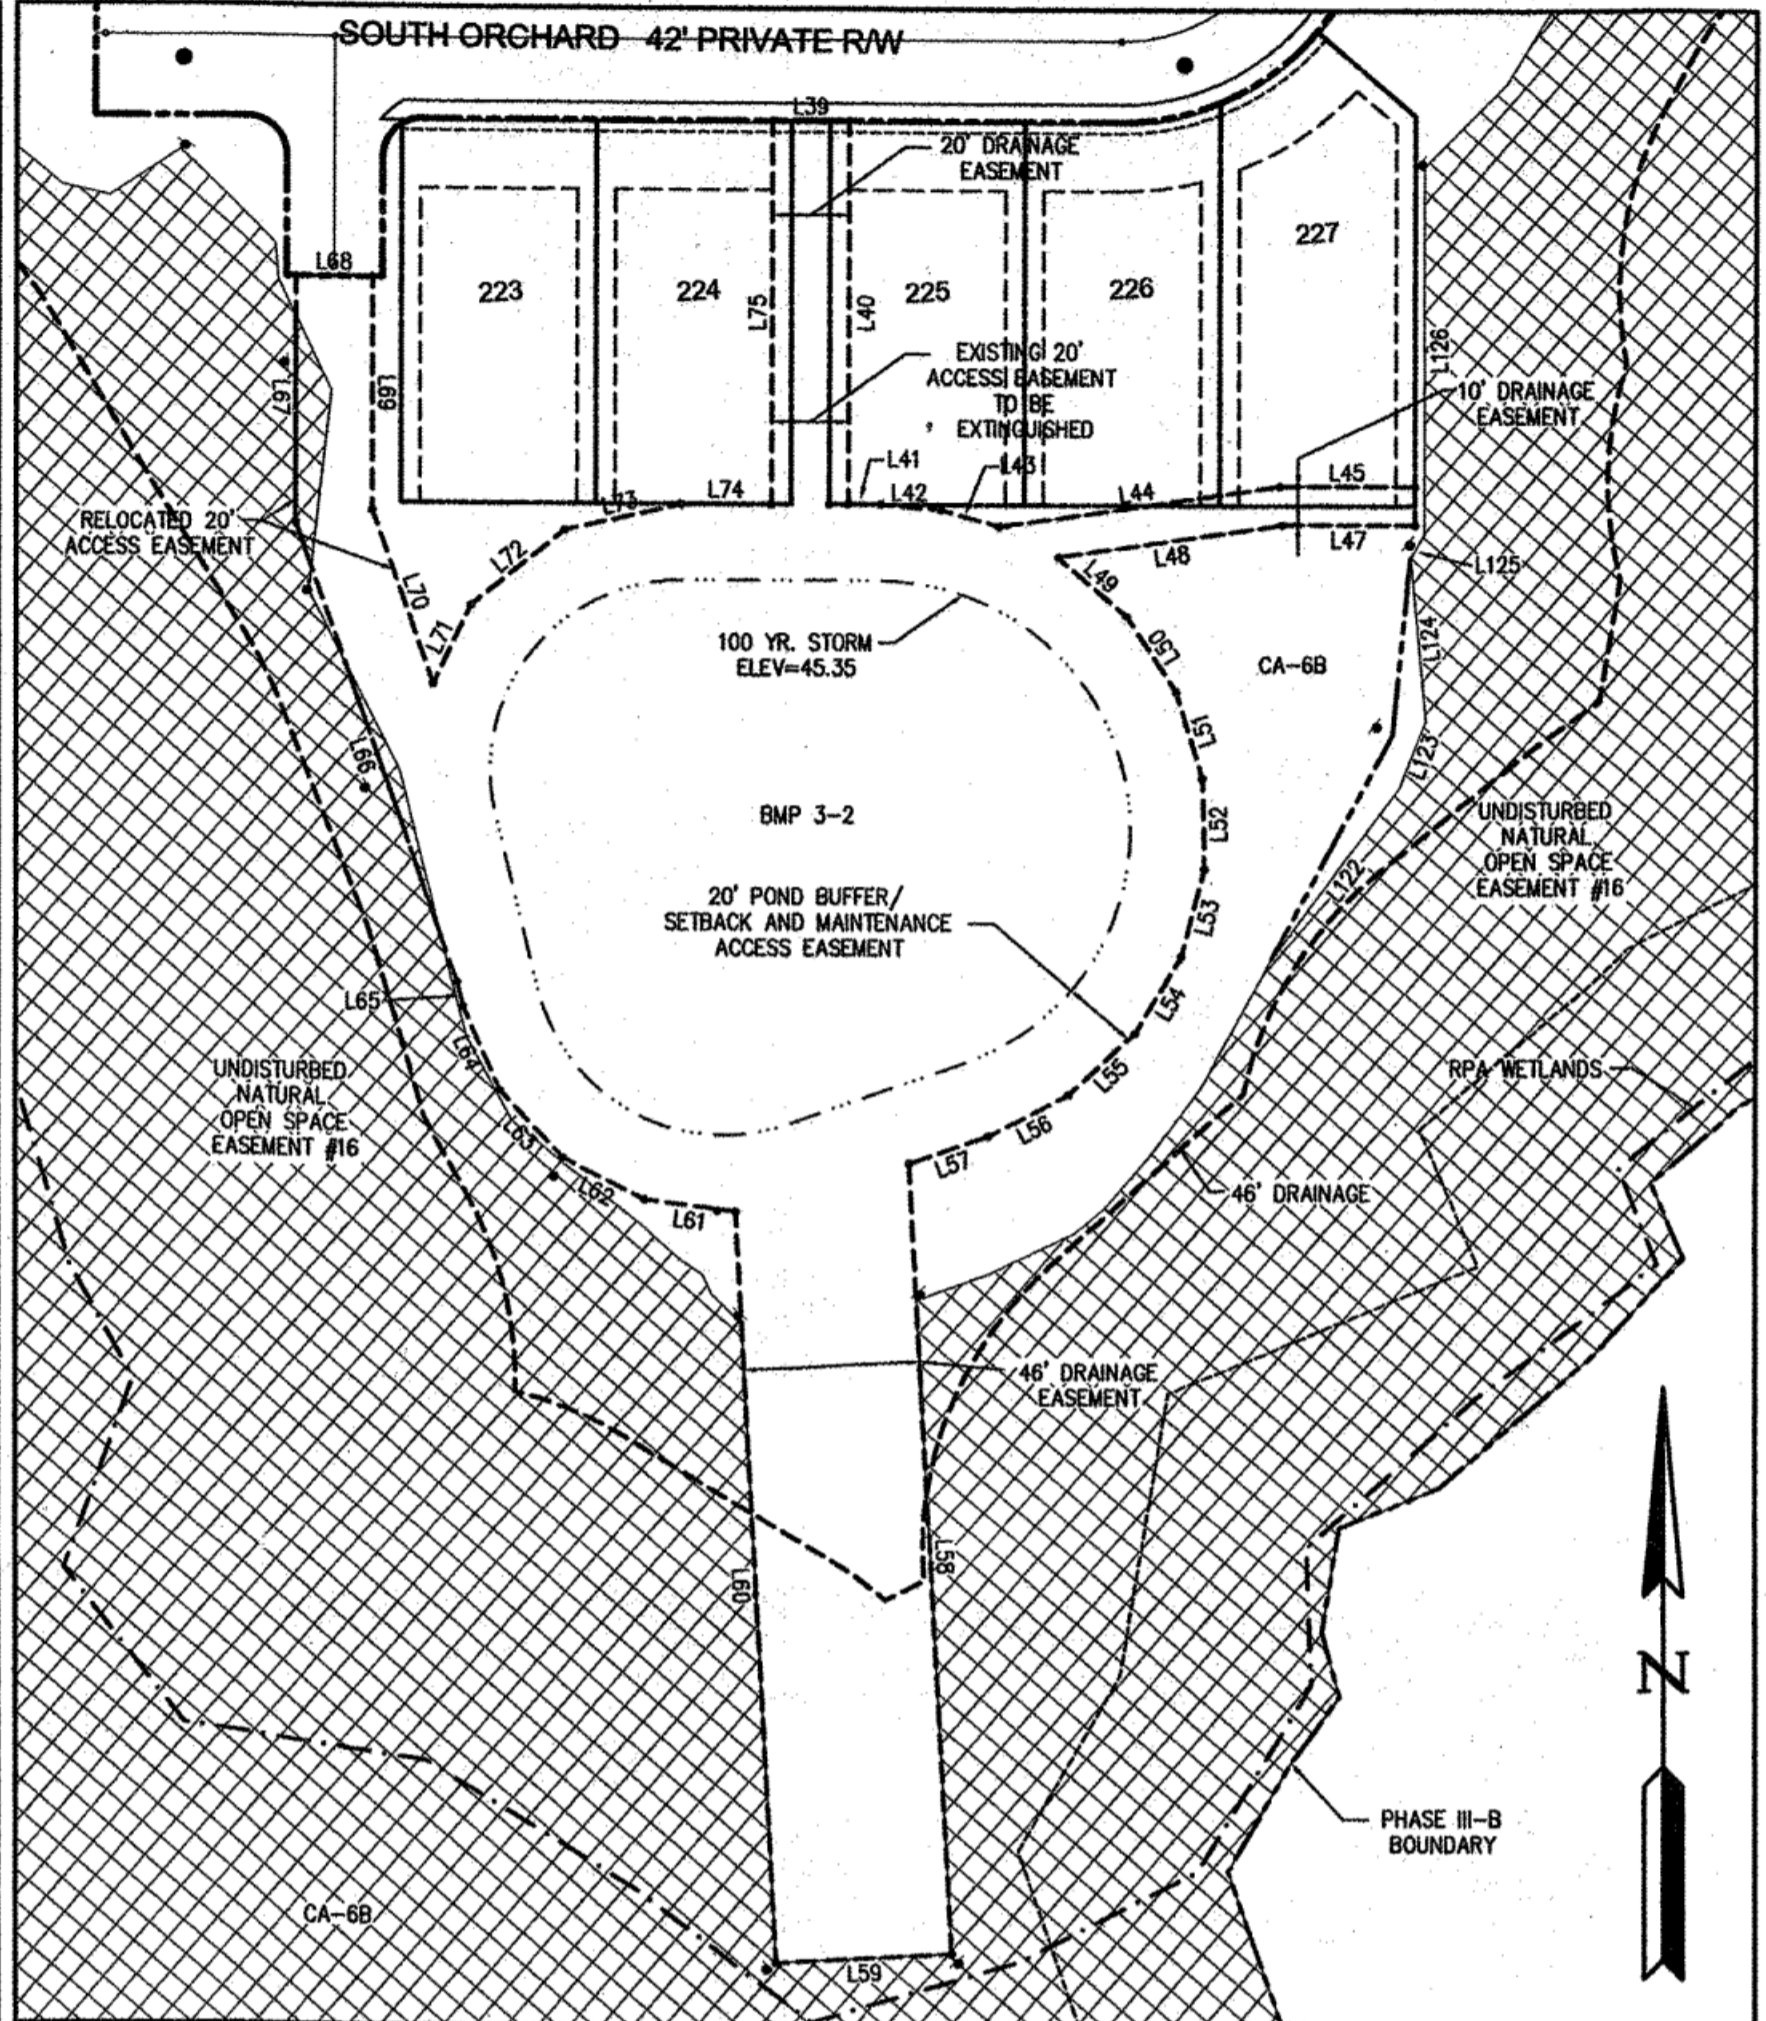 SOUTH ORCHARD 42' PRIVATE R/W
L39
20' DRAINAGE
EASEMENT
227
L68
223
224
L75
L40
225
226
L67
L69
EXISTING 20'
ACCESS EASEMENT
TO BE
EXTINGUISHED
L126
10' DRAINAGE
EASEMENT
L41
L43
L45
L73
L74
L42
L44
RELOCATED 20'
ACCESS EASEMENT
L72
L48
L47
L125
L70
L49
L71
100 YR. STORM
ELEV=45.35
L50
CA-6B
L124
L66
L51
L123
BMP 3-2
L52
UNDISTURBED
NATURAL
OPEN SPACE
EASEMENT #16
L122
20' POND BUFFER/
SETBACK AND MAINTENANCE
ACCESS EASEMENT
L53
L65
L54
L64
UNDISTURBED
NATURAL
OPEN SPACE
EASEMENT #16
L55
RPA WETLANDS
L63
L56
L57
L62
46' DRAINAGE
L61
46' DRAINAGE
EASEMENT
L60
L58
N
PHASE III-B
BOUNDARY
CA-6B
L59